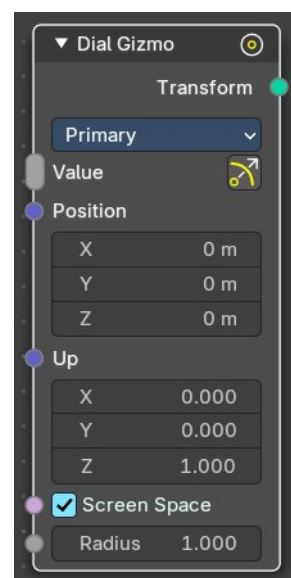 Dial Gizmo
Transform
Primary
Value
Position
X 0 m
Y 0 m
Z 0 m
Up
X 0.000
Y 0.000
Z 1.000
Screen Space
Radius 1.000